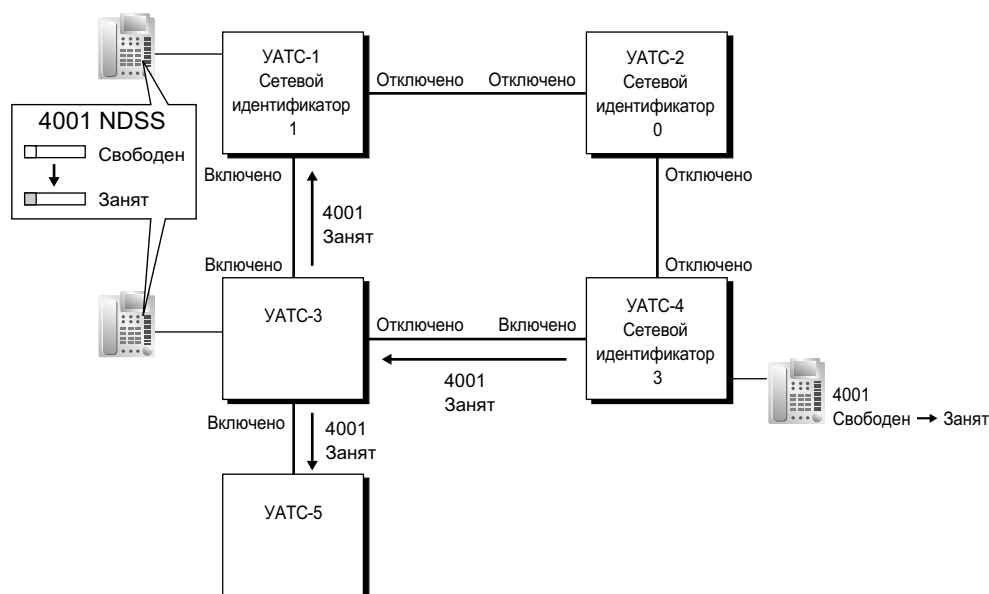 УАТС-1
Сетевой
идентификатор
1
Отключено
Отключено
УАТС-2
Сетевой
идентификатор
0
4001 NDSS
Свободен
Занят
Включено
4001
Занят
Включено
Отключено
Отключено
УАТС-3
Отключено
Включено
4001
Занят
УАТС-4
Сетевой
идентификатор
3
4001
Свободен → Занят
Включено
4001
Занят
УАТС-5